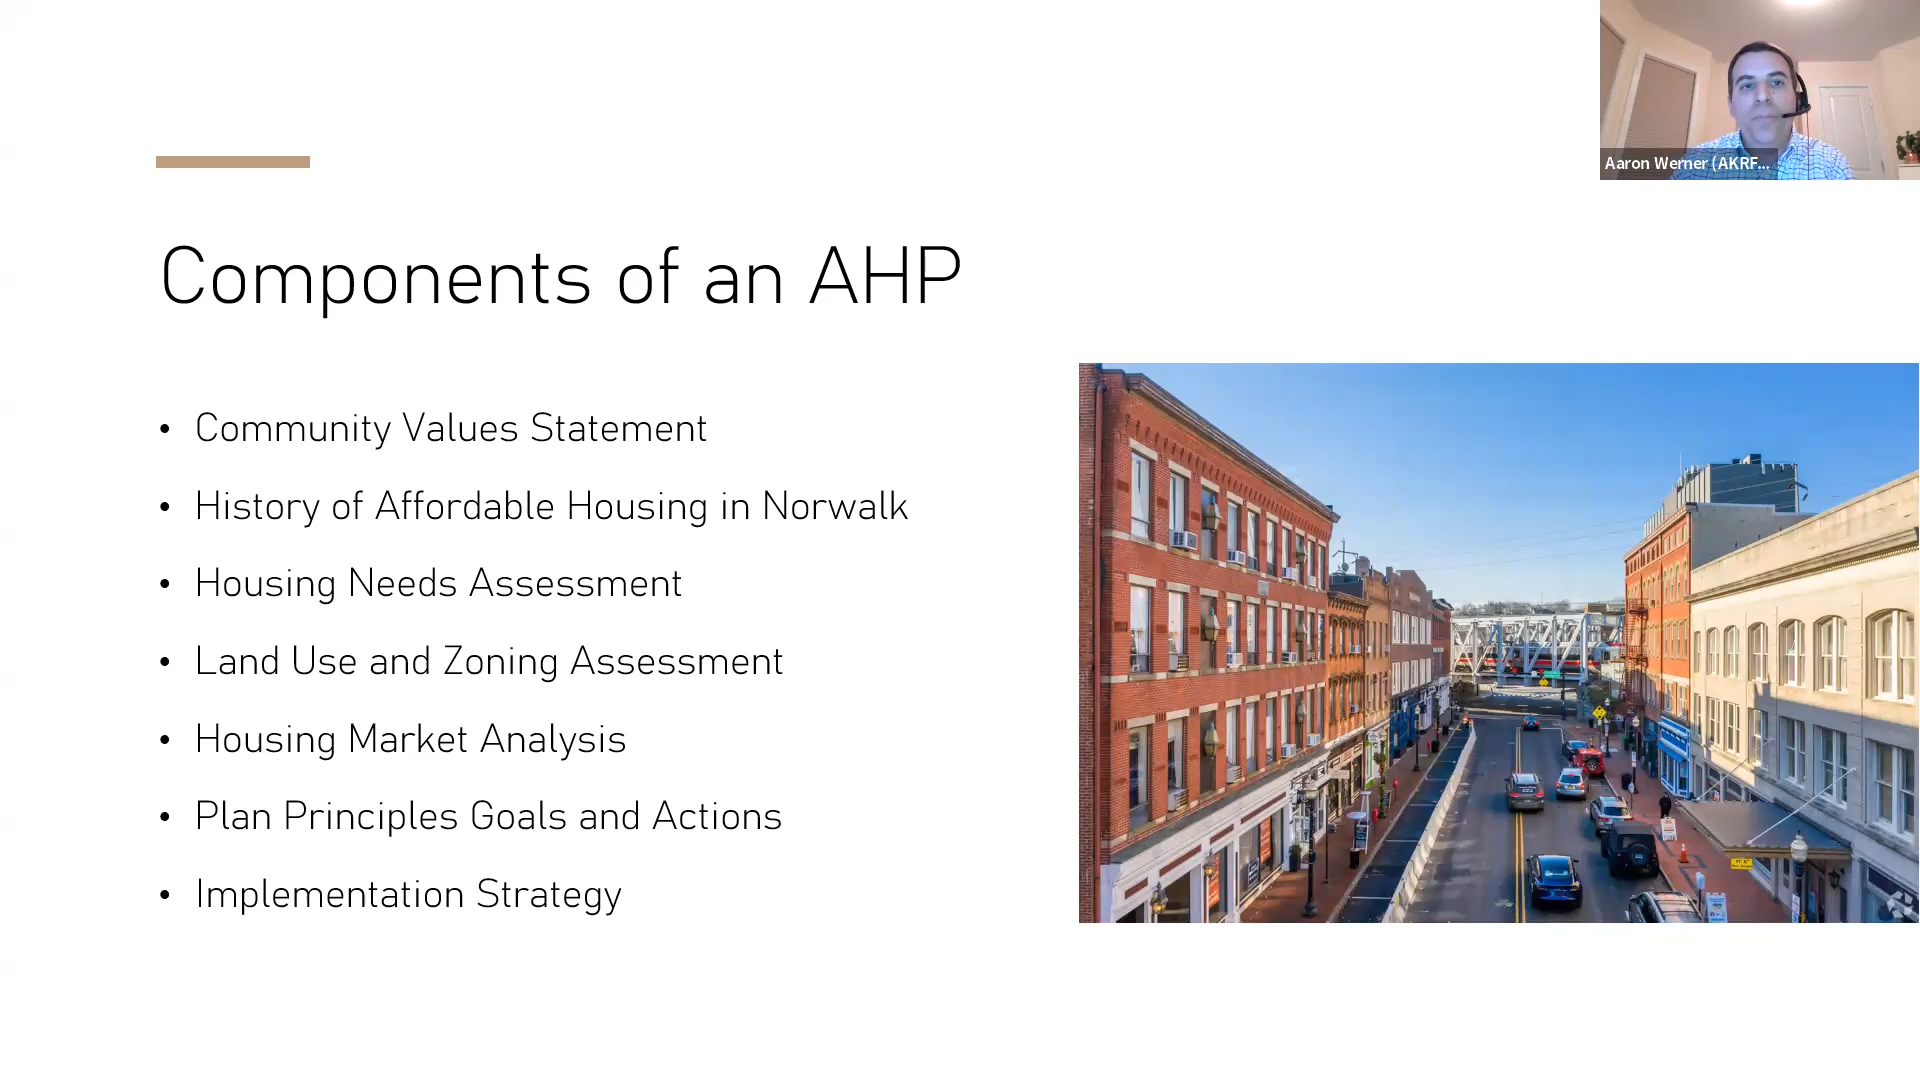 Aaron Werner (AKRF...
Components of an AHP
• Community Values Statement
• History of Affordable Housing in Norwalk
• Housing Needs Assessment
• Land Use and Zoning Assessment
• Housing Market Analysis
• Plan Principles Goals and Actions
• Implementation Strategy